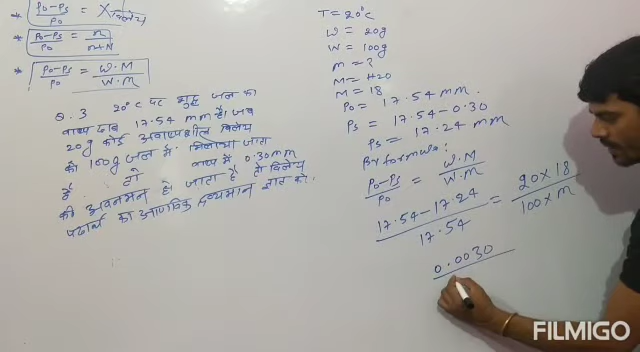 * P₀-Pₛ/P₀ = X विलेय
* P₀-Pₛ/P₀ = n/n+N
* P₀-Pₛ/P₀ = W.M/W.m
Q.3 20°C पर शुद्ध जल का
वाष्प दाब 17.54 mm है। जब
20g कोई अवाष्पशील विलेय
को 100g जल में मिलाया जाता
है तो वाष्प में 0.30mm
की अवनमन हो जाता है तो विलेय
पदार्थ का आणविक द्रव्यमान ज्ञात करे।
T = 20°C
W = 20g
W = 100g
m = ?
M = H2O
M = 18
P₀ = 17.54 mm.
Pₛ = 17.54-0.30
Pₛ = 17.24 mm
By formula:
P₀-Pₛ/P₀ = W.M/W.m
17.54-17.24/17.54 = 20×18/100×m
0.0030
FILMIGO